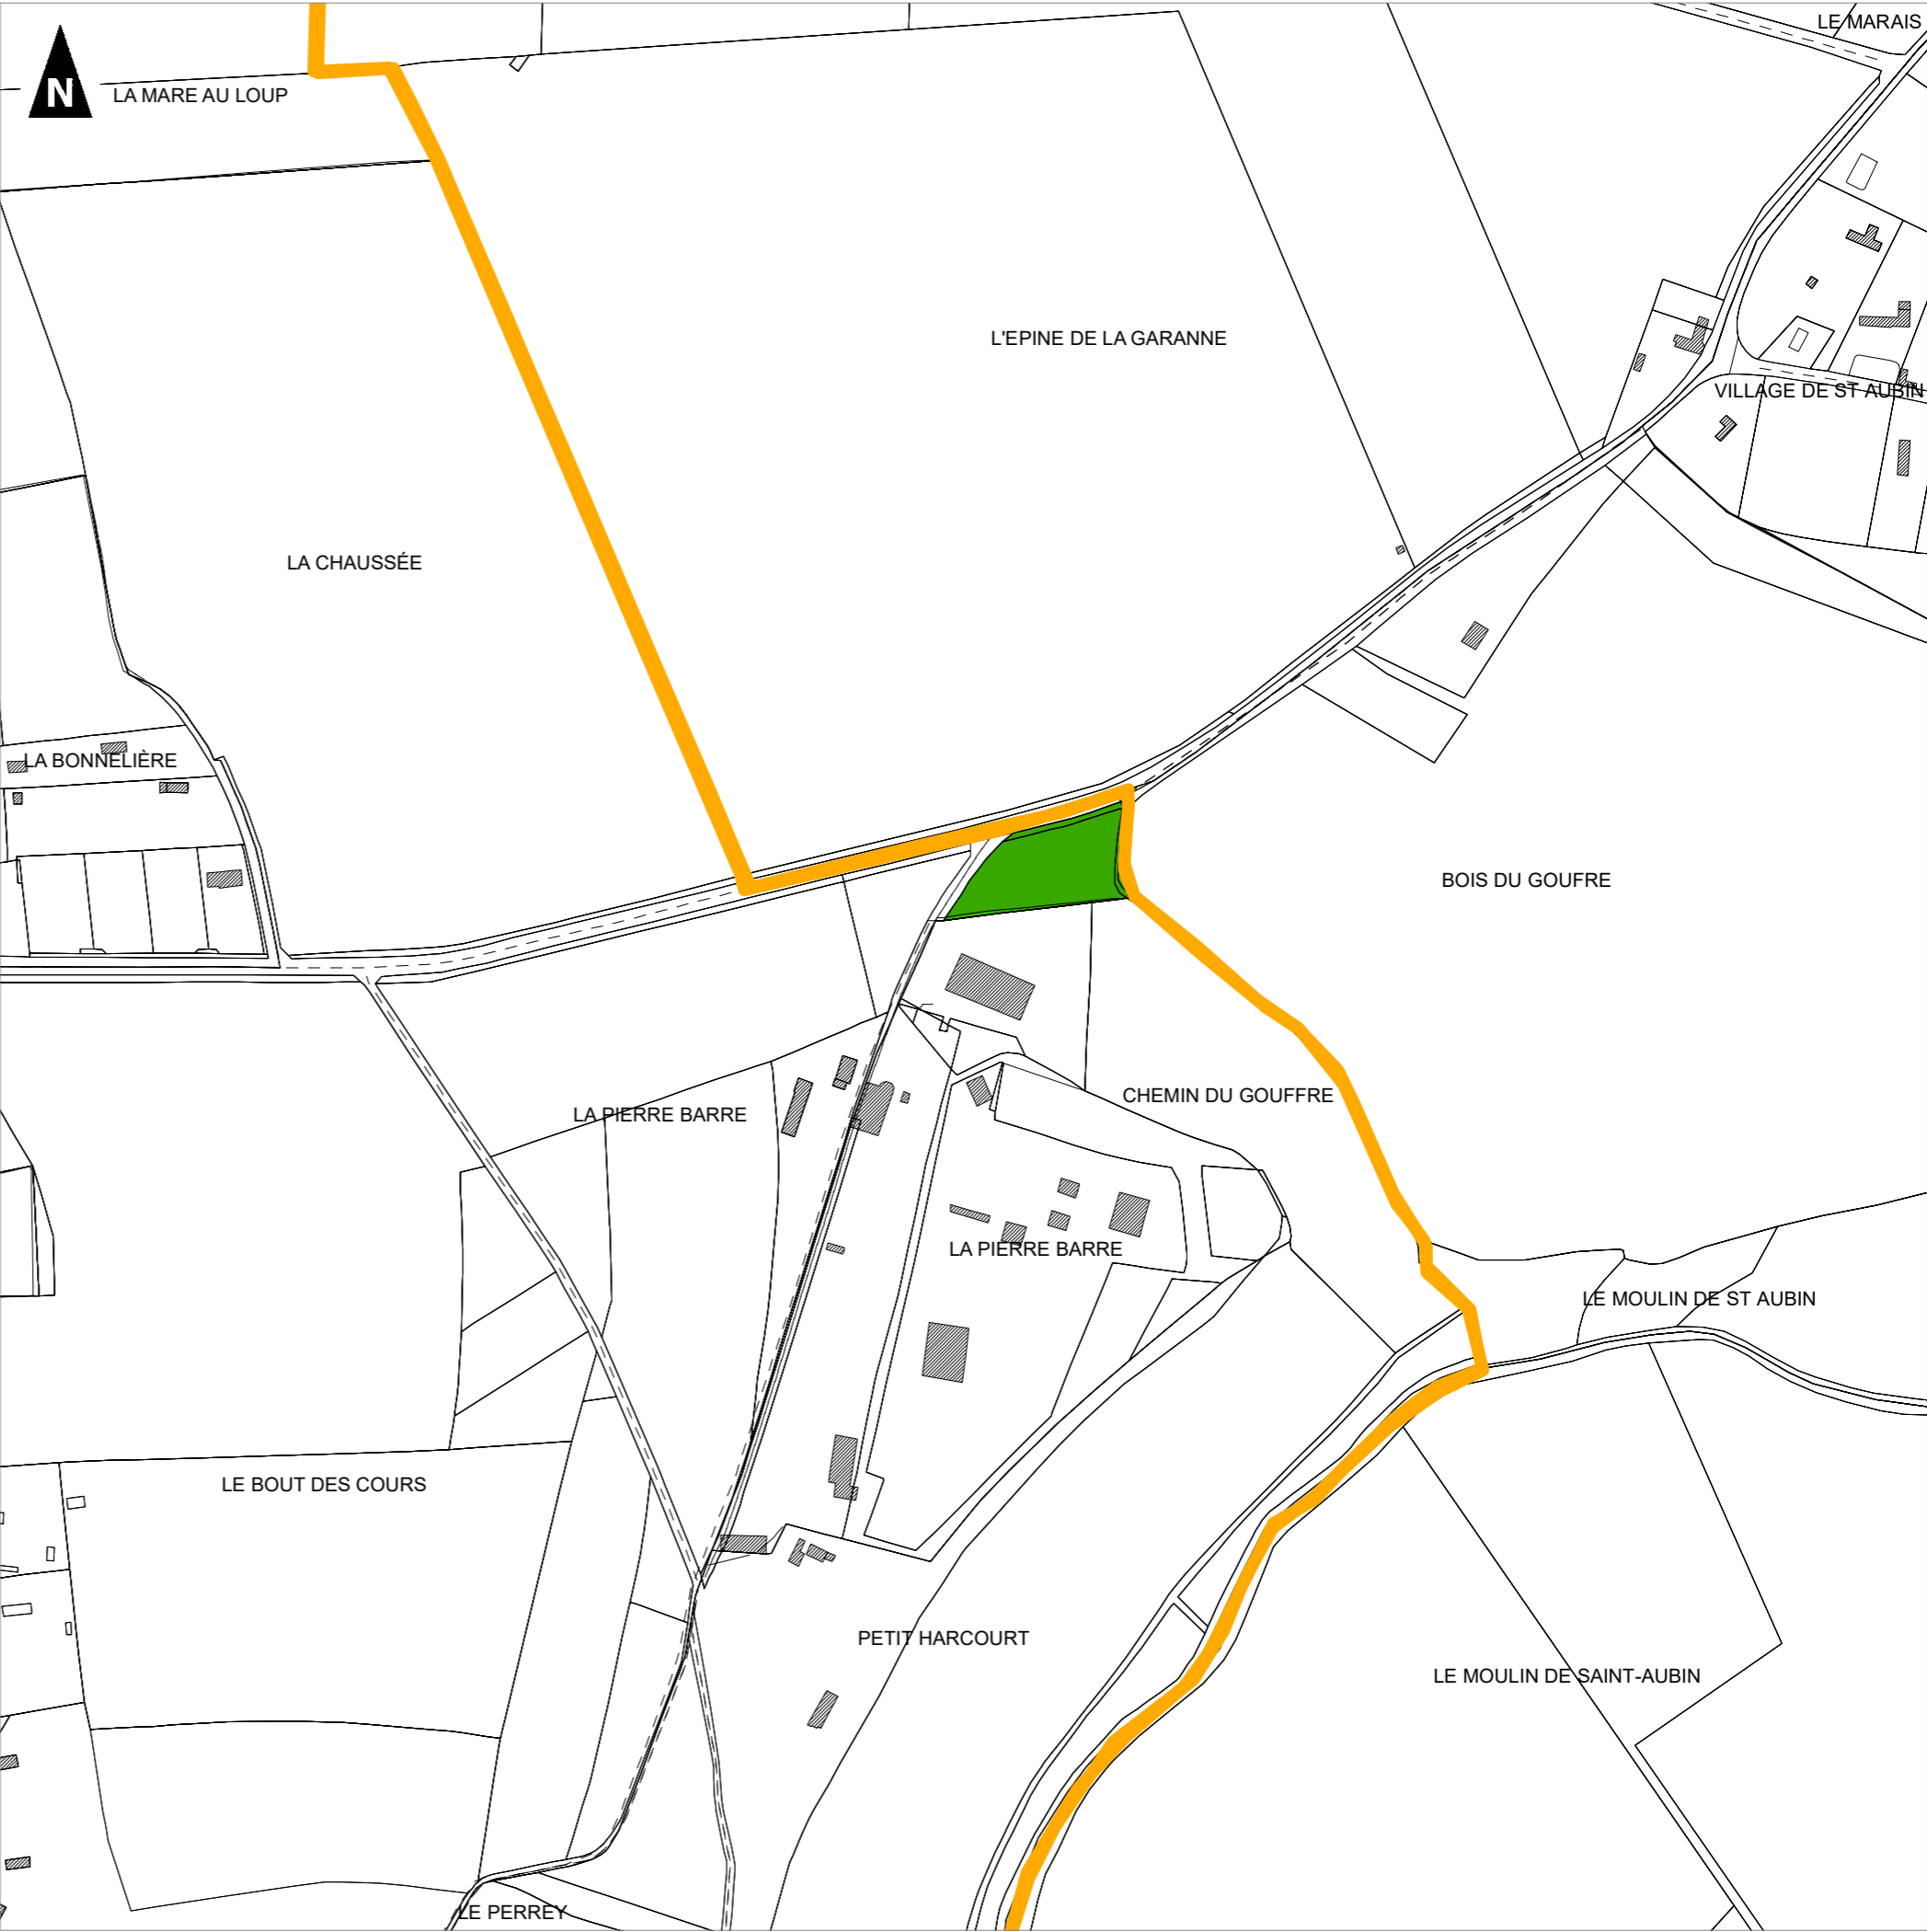 LE MARAIS
N
LA MARE AU LOUP
L'EPINE DE LA GARANNE
VILLAGE DE ST AUBIN
LA CHAUSSÉE
LA BONNELIÈRE
BOIS DU GOUFRE
CHEMIN DU GOUFFRE
LA PIERRE BARRE
LA PIERRE BARRE
LE MOULIN DE ST AUBIN
LE BOUT DES COURS
PETIT HARCOURT
LE MOULIN DE SAINT-AUBIN
LE PERREY